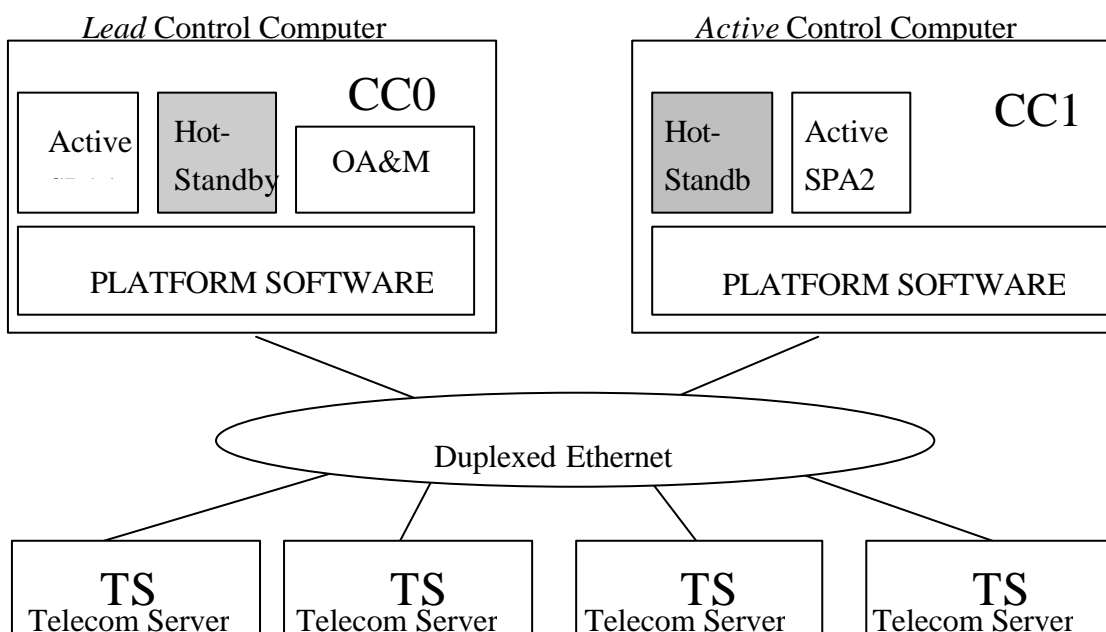 Lead Control Computer
Active Control Computer
CC0
CC1
Active
Hot-
Standby
OA&M
Hot-
Standb
Active
SPA2
PLATFORM SOFTWARE
PLATFORM SOFTWARE
Duplexed Ethernet
TS
Telecom Server
TS
Telecom Server
TS
Telecom Server
TS
Telecom Server